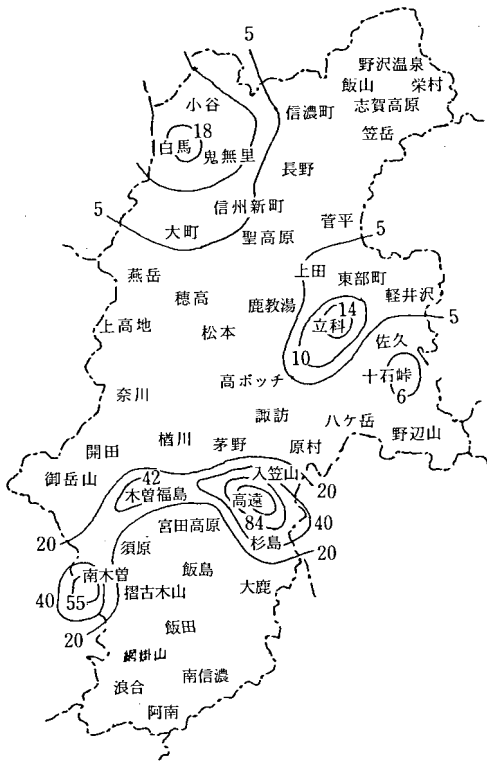 5
野沢温泉
飯山 栄村
小谷
信濃町
志賀高原
18
笠岳
白馬
鬼無里
長野
信州新町
5
菅平
大町
聖高原
5
燕岳
上田
東部町
穂高
鹿教湯
14
軽井沢
上高地
松本
立科
5
佐久
10
高ボッチ
十石峠
6
奈川
諏訪
八ケ岳
野辺山
楢川
茅野
原村
開田
御岳山
42
入笠山
20
木曽福島
高遠
84
40
宮田高原
20
須原
杉島
20
南木曽
飯島
40
55
摺古木山
大鹿
20
飯田
網掛山
浪合
南信濃
阿南